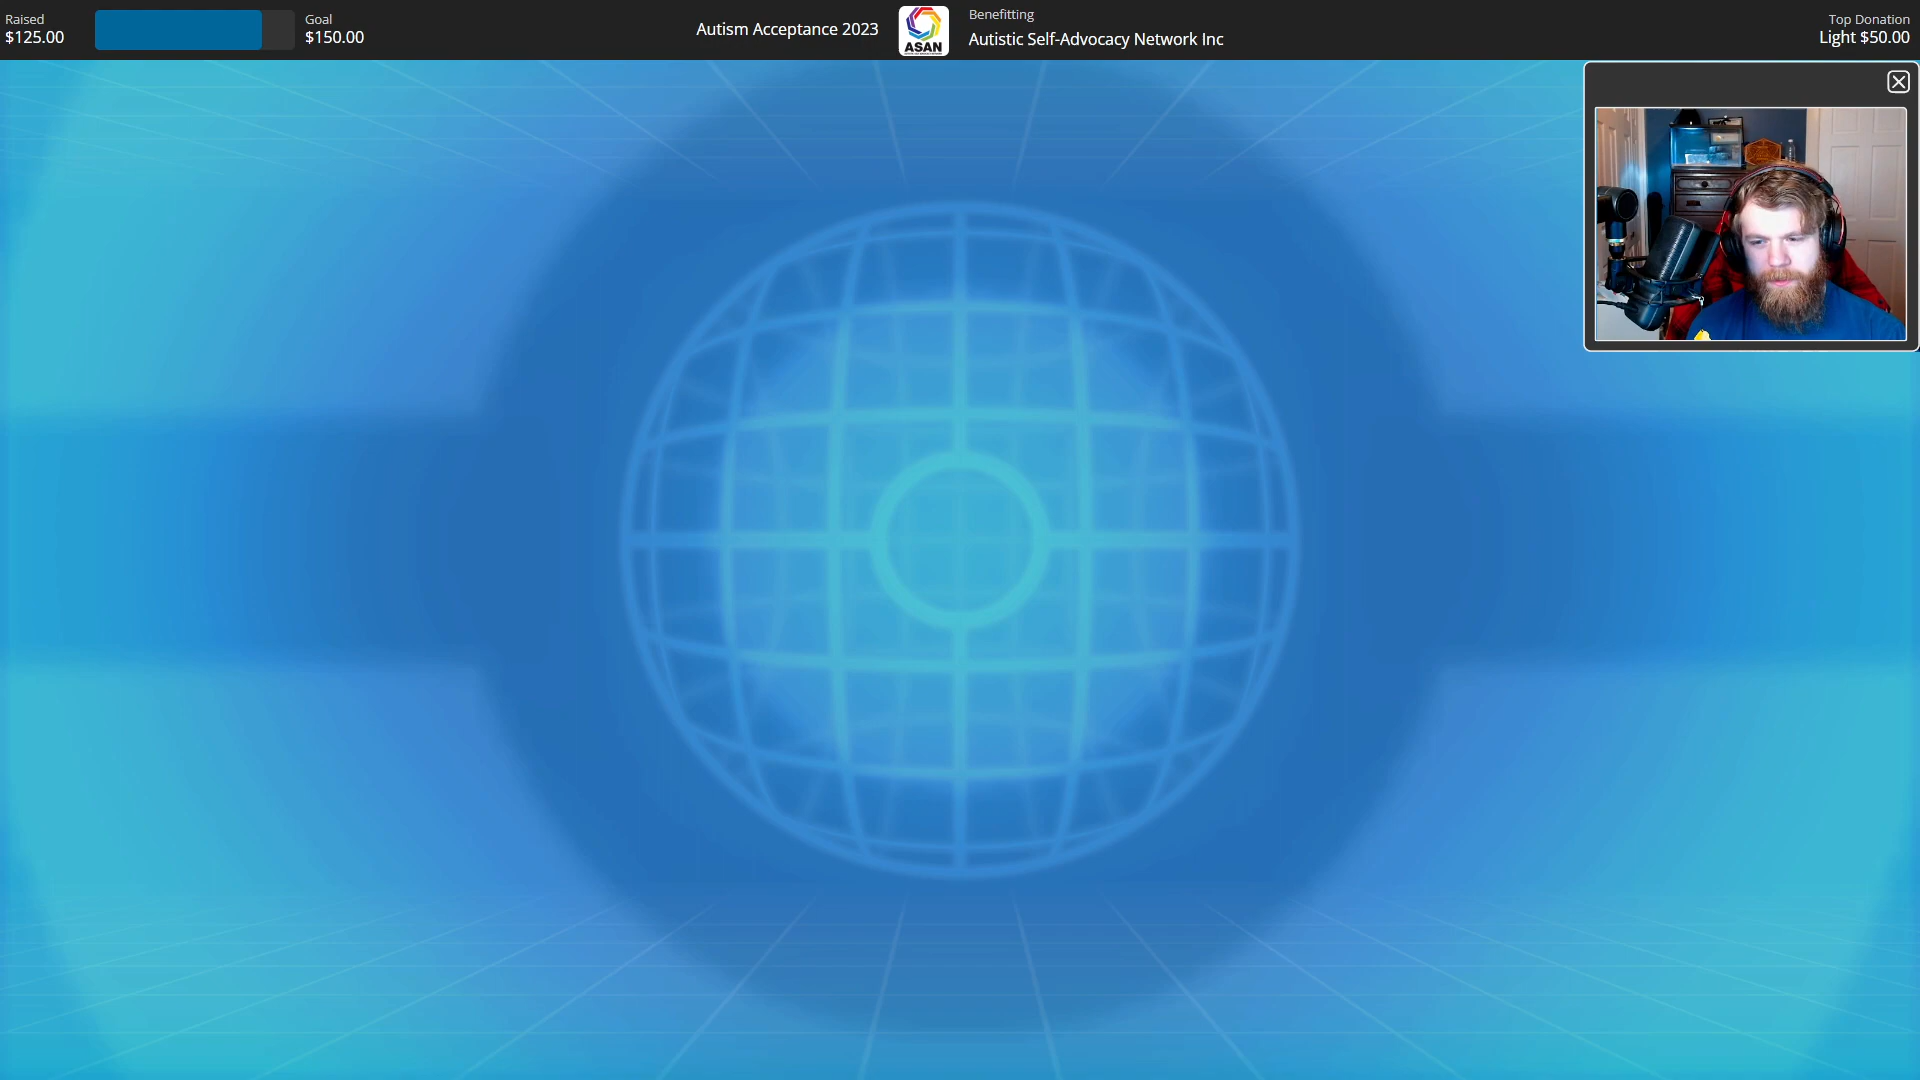 Raised
$125.00
Goal
$150.00
Autism Acceptance 2023
ASAN
Benefitting
Autistic Self-Advocacy Network Inc
Top Donation
Light $50.00